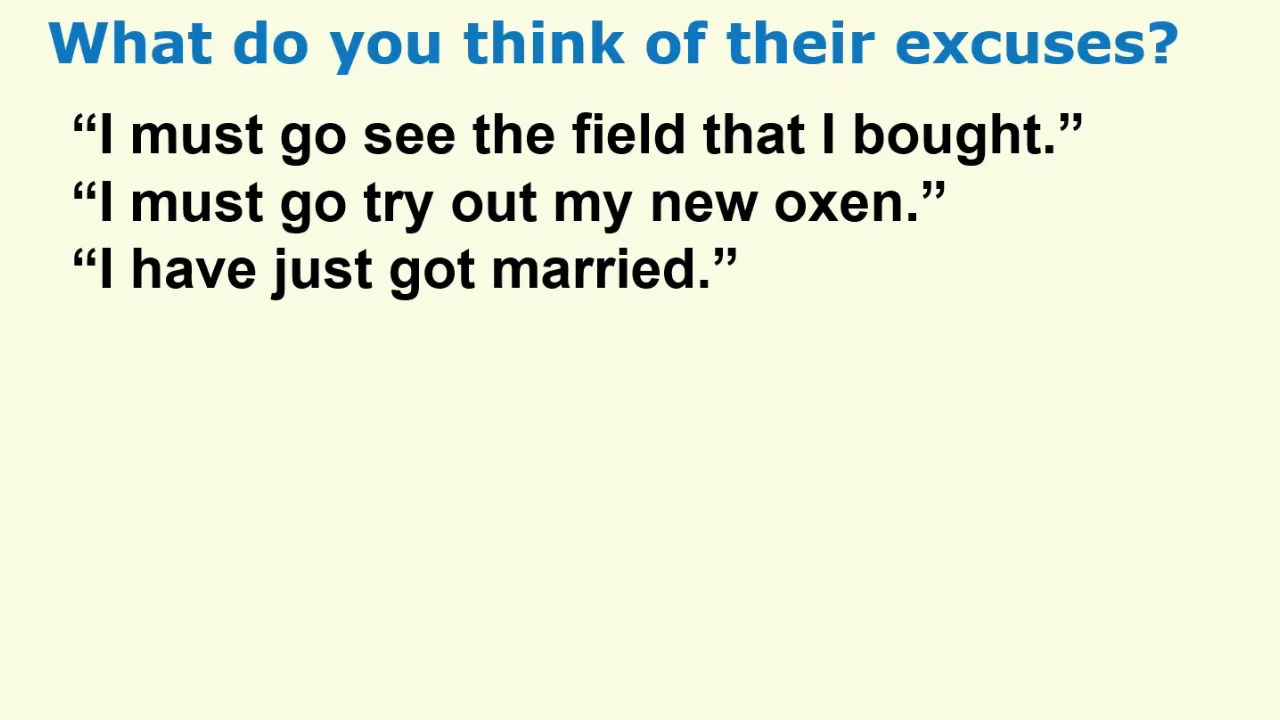 What do you think of their excuses?
“I must go see the field that I bought.”
“I must go try out my new oxen.”
“I have just got married.”